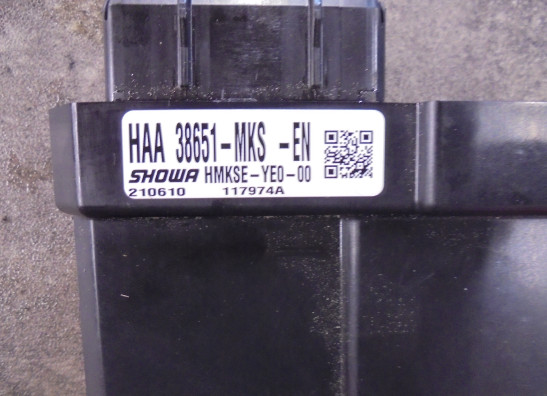 HAA 38651-MKS -EN
SHOWA HMKSE-YE0-00
210610 117974A